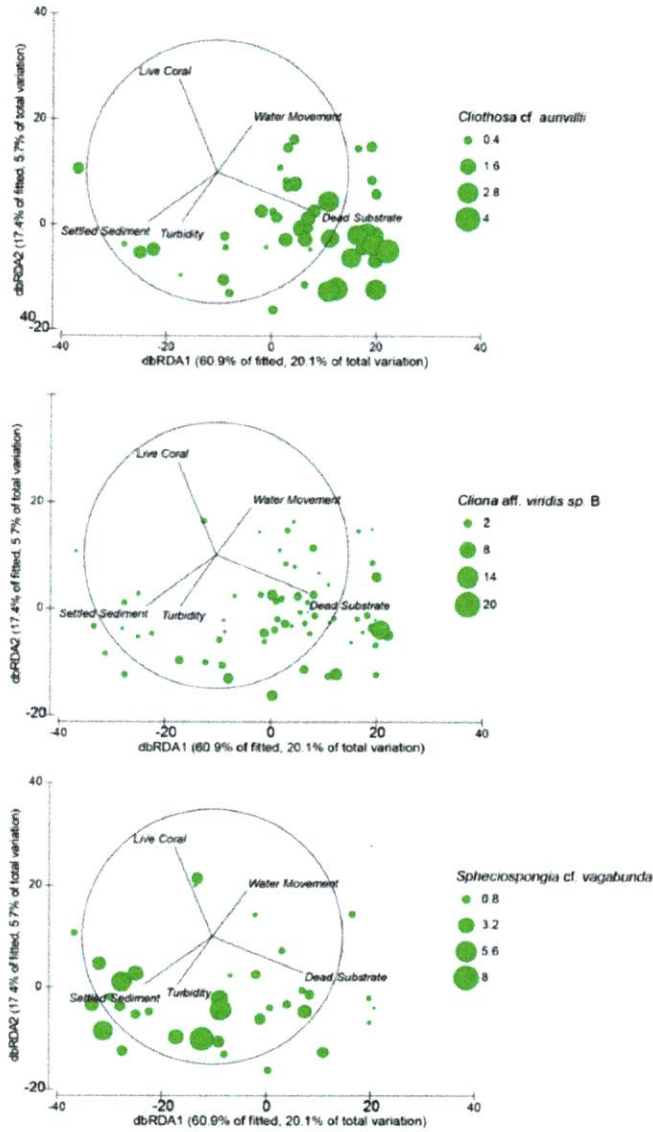 40
20
0
-20
40
dbRDA2 (17.4% of fitted, 5.7% of total variation)
Live Coral
Water Movement
Settled Sediment
Turbidity
Dead Substrate
-40
-20
0
20
40
dbRDA1 (60.9% of fitted, 20.1% of total variation)
Cliothosa cf. aurivillii
0.4
1.6
2.8
4
20
0
-20
dbRDA2 (17.4% of fitted, 5.7% of total variation)
Live Coral
Water Movement
Settled Sediment
Turbidity
Dead Substrate
-40
-20
0
20
40
dbRDA1 (60.9% of fitted, 20.1% of total variation)
Cliona aff. viridis sp. B
2
8
14
20
40
20
0
-20
dbRDA2 (17.4% of fitted, 5.7% of total variation)
Live Coral
Water Movement
Settled Sediment
Turbidity
Dead Substrate
-40
-20
0
20
40
dbRDA1 (60.9% of fitted, 20.1% of total variation)
Spheciospongia cf. vagabunda
0.8
3.2
5.6
8